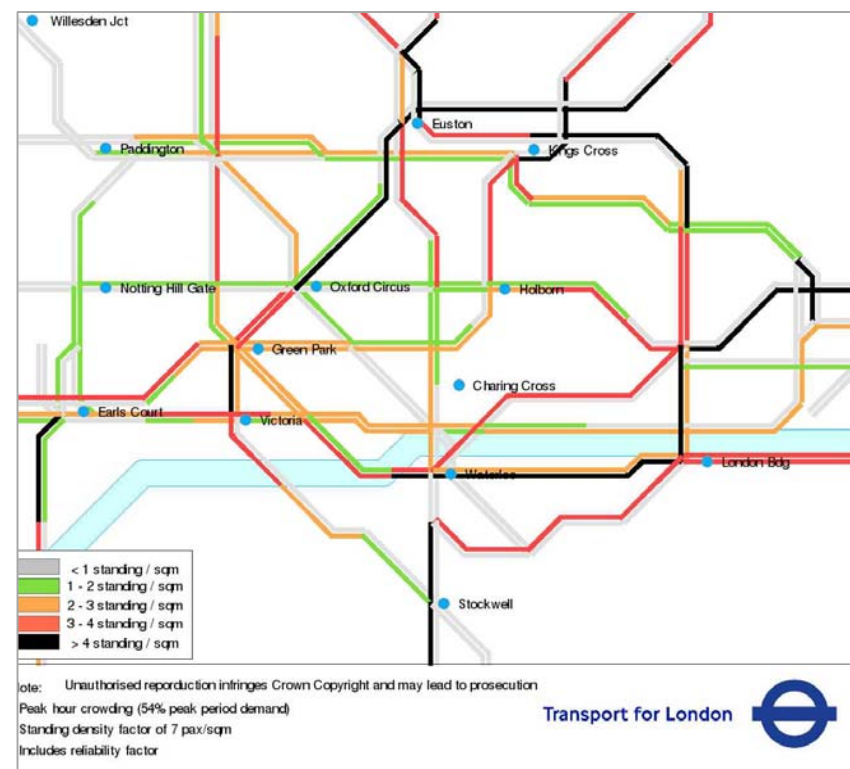 Willesden Jct
Euston
Paddington
Kings Cross
Notting Hill Gate
Oxford Circus
Holborn
Green Park
Charing Cross
Earls Court
Victoria
Waterloo
London Bdg
< 1 standing / sqm
1 - 2 standing / sqm
2 - 3 standing / sqm
3 - 4 standing / sqm
> 4 standing / sqm
Stockwell
ote: Unauthorised reporduction infringes Crown Copyright and may lead to prosecution
Peak hour crowding (54% peak period demand)
Standing density factor of 7 pax/sqm
Includes reliability factor
Transport for London